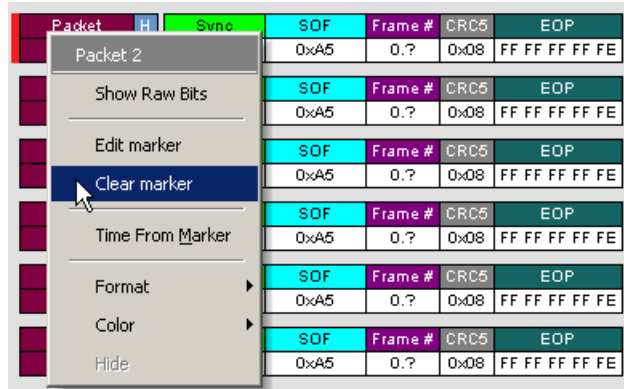 Packet H Sync SOF Frame # CRC5 EOP
0xA5 0.? 0x08 FF FF FF FF FE
Packet 2
Show Raw Bits
SOF Frame # CRC5 EOP
0xA5 0.? 0x08 FF FF FF FF FE
Edit marker
SOF Frame # CRC5 EOP
0xA5 0.? 0x08 FF FF FF FF FE
Clear marker
SOF Frame # CRC5 EOP
0xA5 0.? 0x08 FF FF FF FF FE
Time From Marker
Format
SOF Frame # CRC5 EOP
0xA5 0.? 0x08 FF FF FF FF FE
Color
SOF Frame # CRC5 EOP
0xA5 0.? 0x08 FF FF FF FF FE
Hide